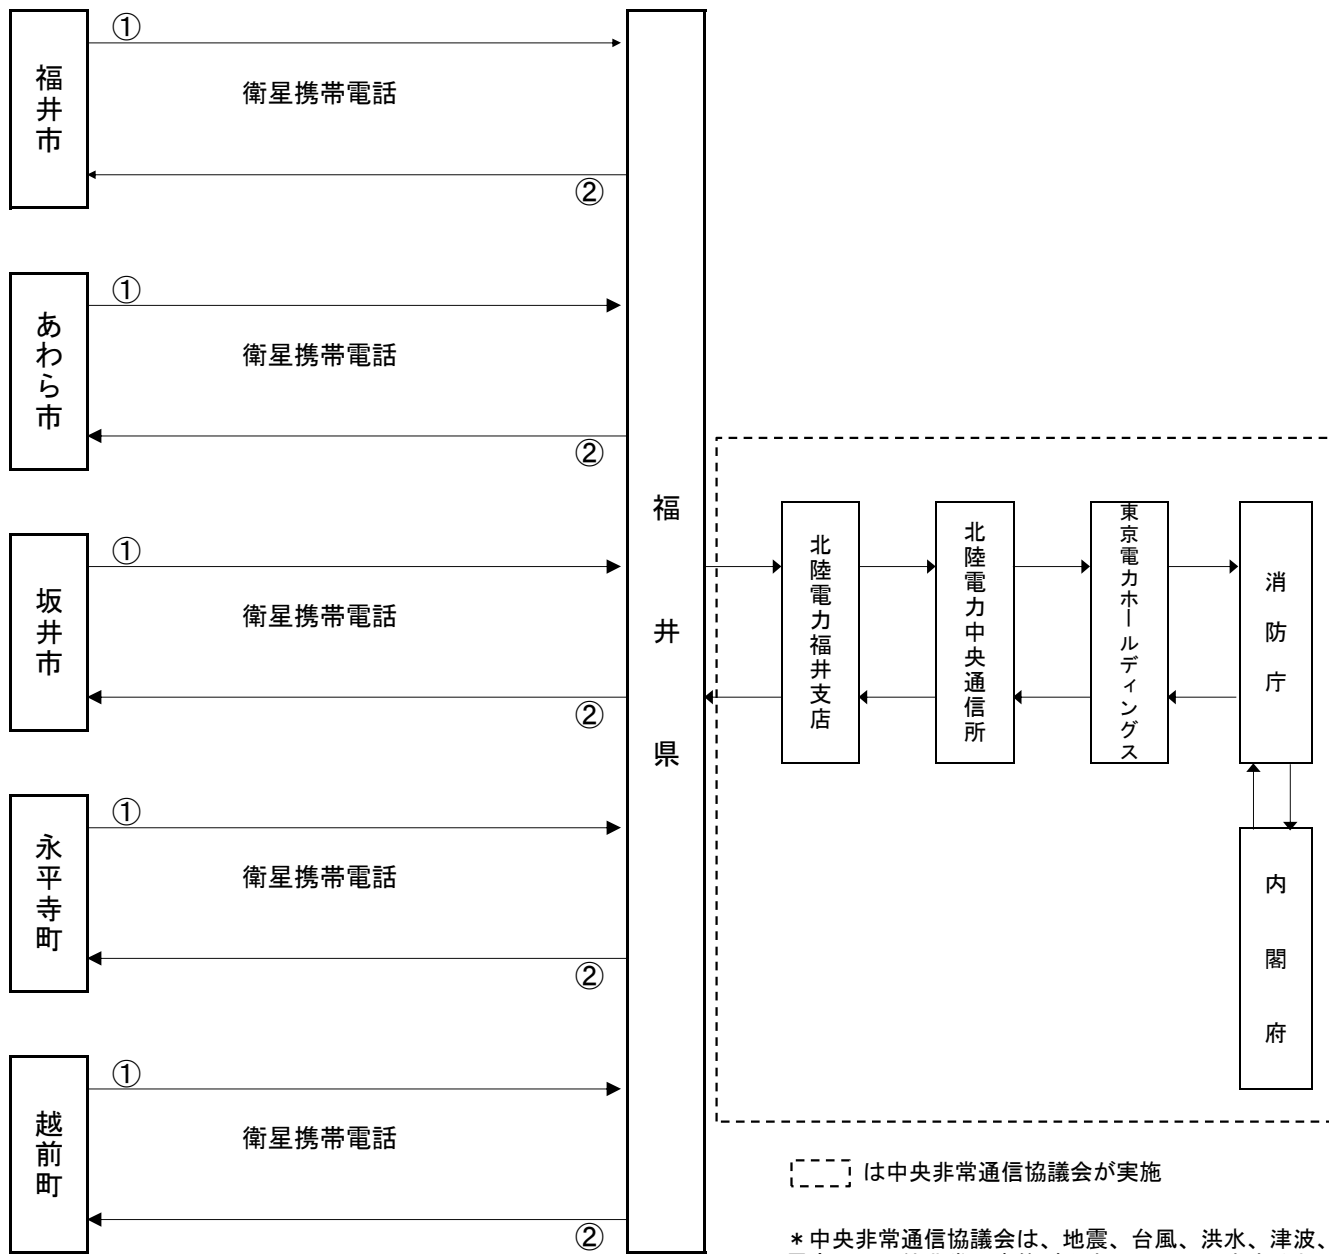 ①
福井市
衛星携帯電話
②
①
あわら市
衛星携帯電話
②
①
坂井市
衛星携帯電話
②
①
永平寺町
衛星携帯電話
②
①
越前町
衛星携帯電話
②
福井県
北陸電力福井支店
北陸電力中央通信所
東京電力ホールディングス
消防庁
内閣府
は中央非常通信協議会が実施
*中央非常通信協議会は、地震、台風、洪水、津波、